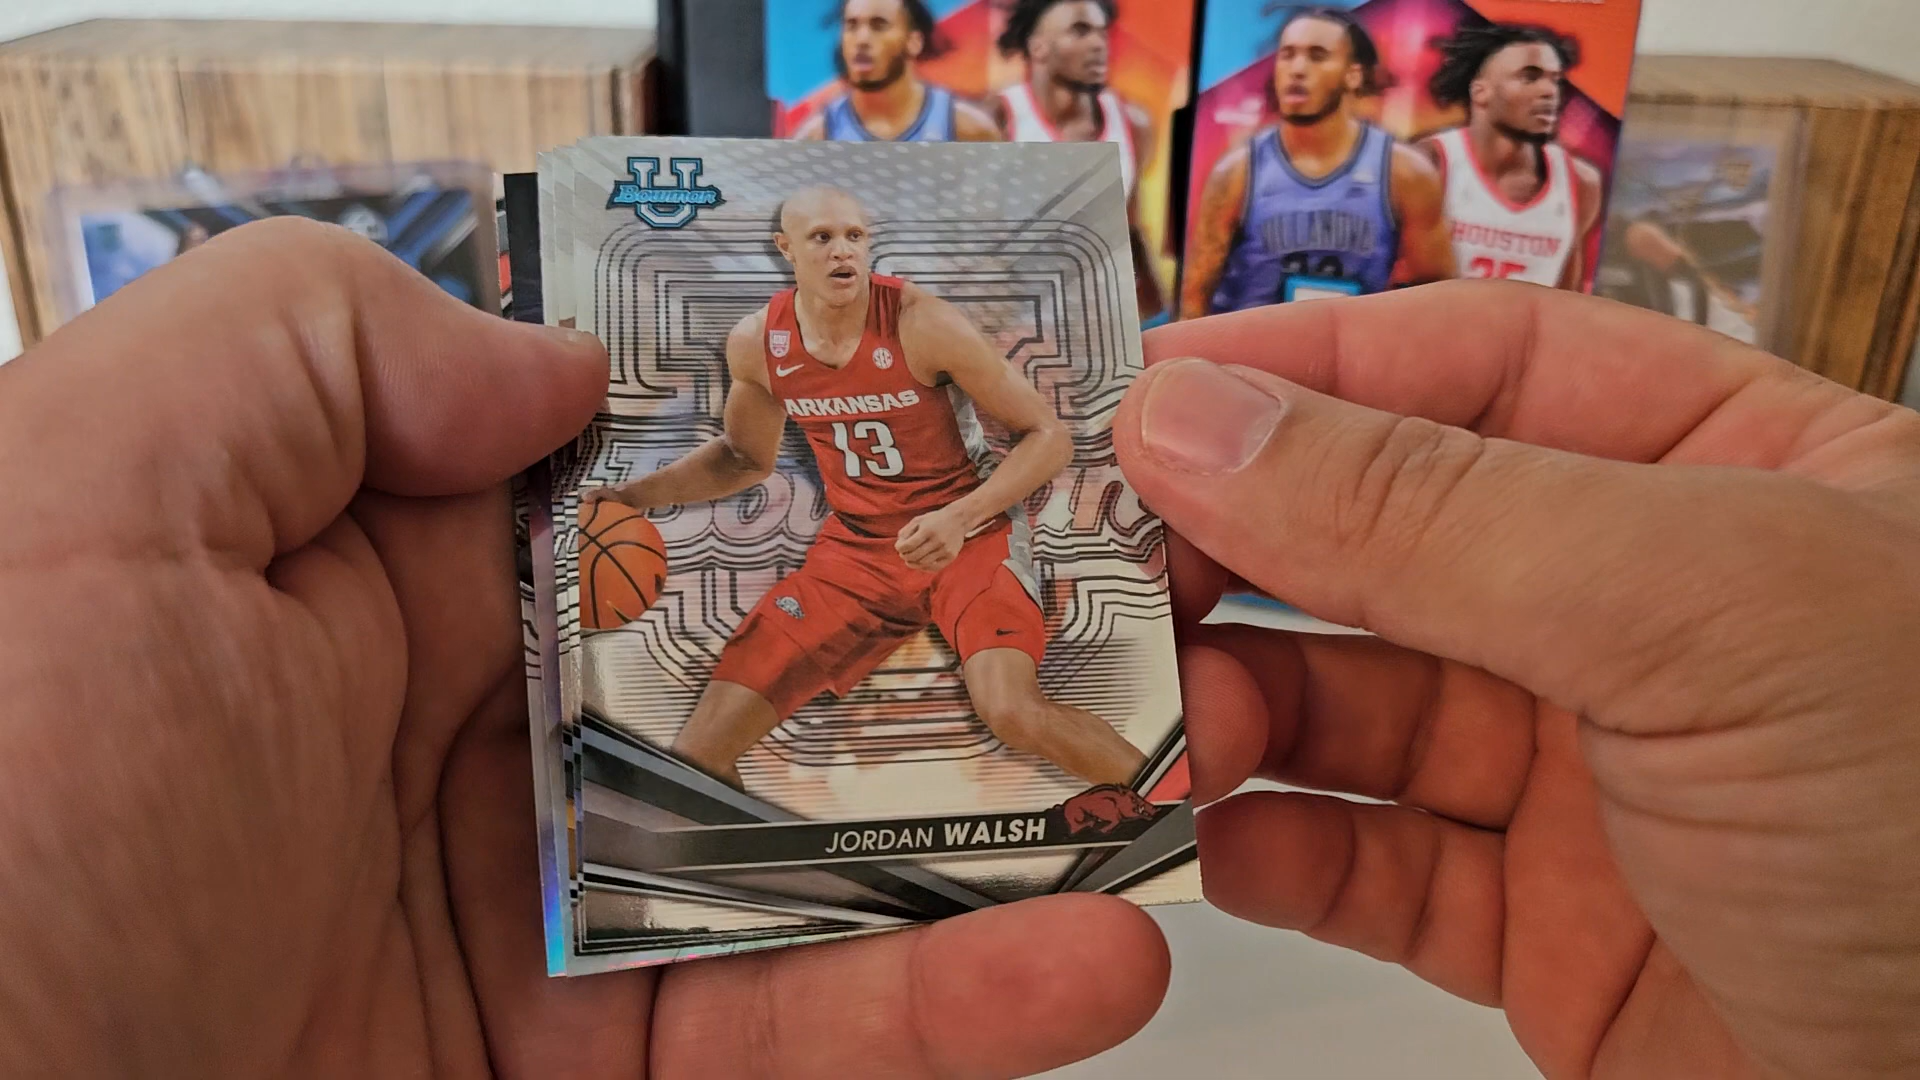 U
Bowman
ARKANSAS
13
JORDAN WALSH
VILLANOVA
HOUSTON
25